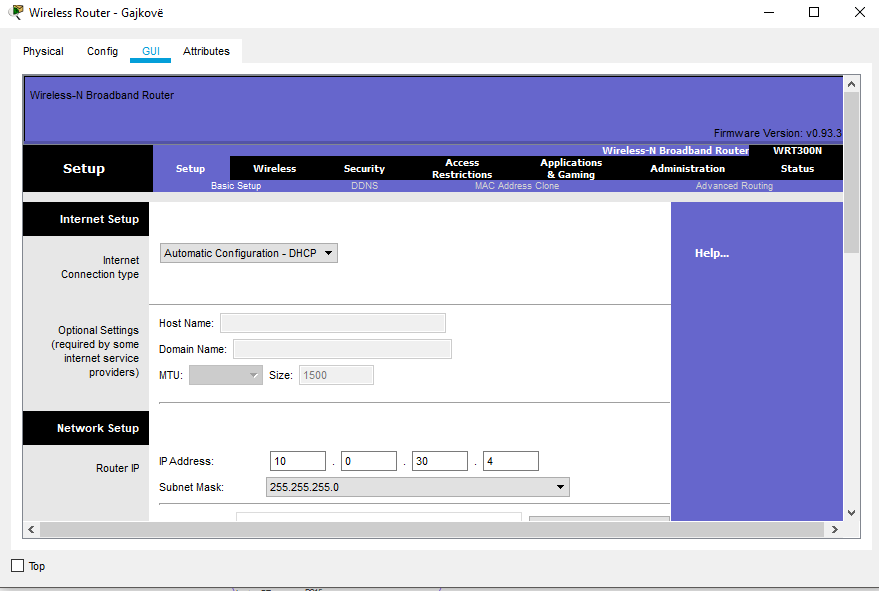 Wireless Router - Gajkovë
Physical Config GUI Attributes
Wireless-N Broadband Router
Firmware Version: v0.93.3
Wireless-N Broadband Router WRT300N
Setup
Setup Wireless Security Access Restrictions Applications & Gaming Administration Status
Basic Setup DDNS MAC Address Clone Advanced Routing
Internet Setup
Internet
Connection type
Automatic Configuration - DHCP
Help...
Optional Settings
(required by some
internet service
providers)
Host Name:
Domain Name:
MTU: Size: 1500
Network Setup
Router IP
IP Address: 10 . 0 . 30 . 4
Subnet Mask: 255.255.255.0
Top